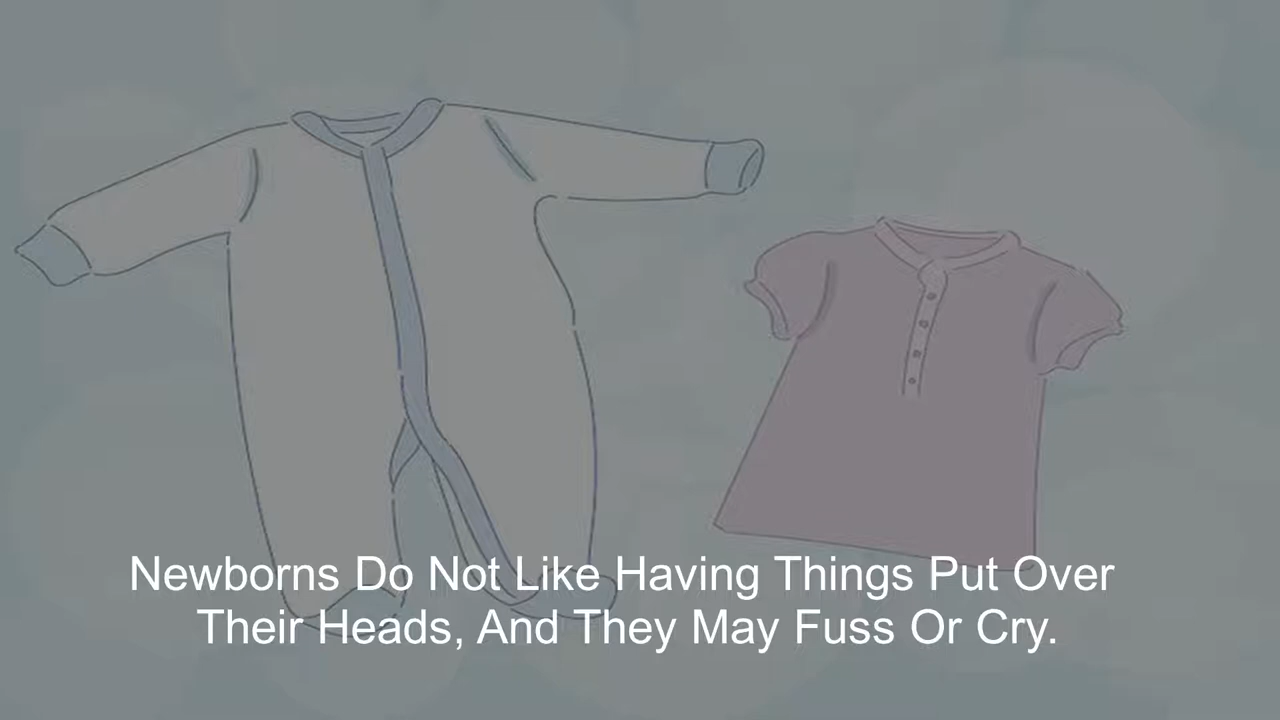 Newborns Do Not Like Having Things Put Over
Their Heads, And They May Fuss Or Cry.